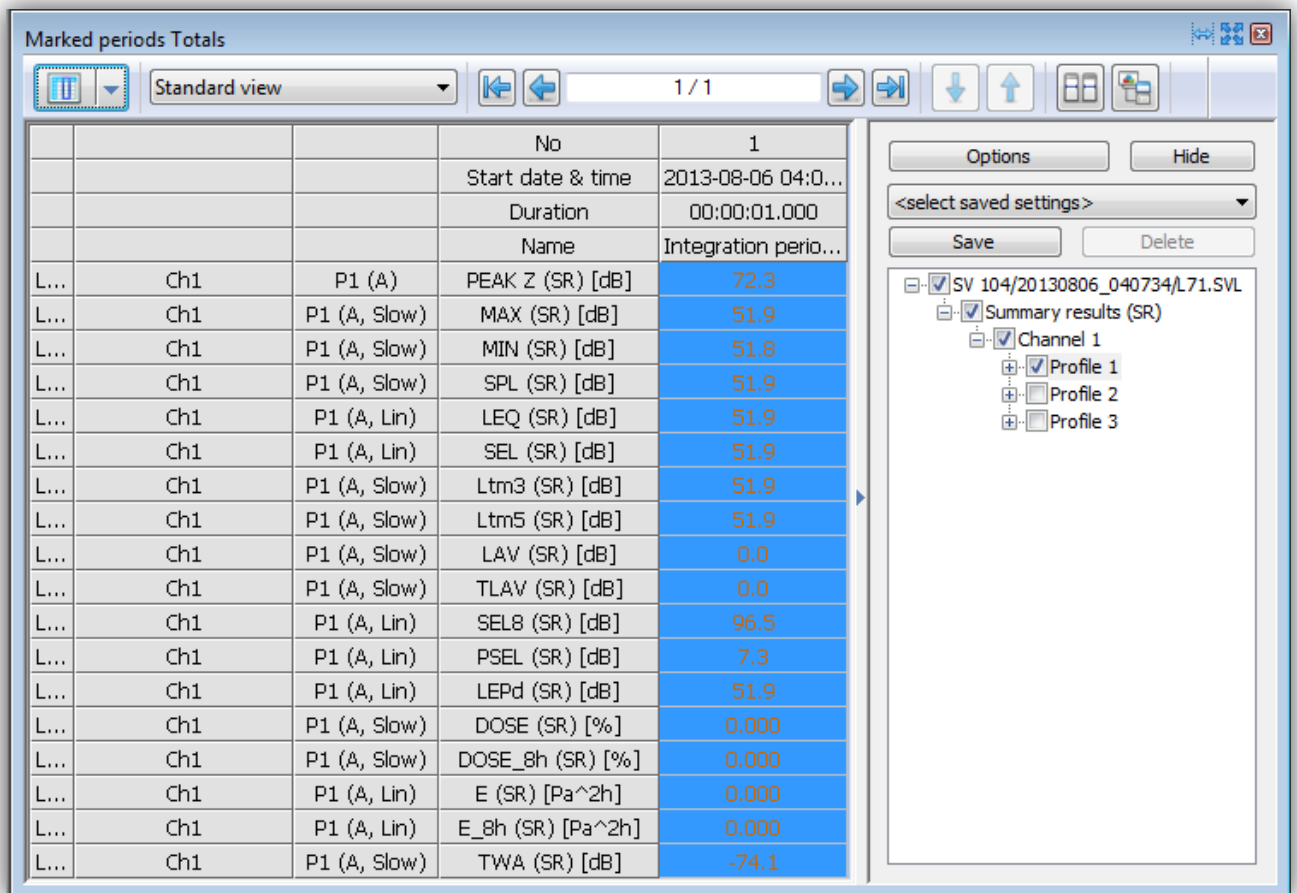 Marked periods Totals
Standard view
1 / 1
No 1
Start date & time 2013-08-06 04:0...
Duration 00:00:01.000
Name Integration perio...
L... Ch1 P1 (A) PEAK Z (SR) [dB] 72.3
L... Ch1 P1 (A, Slow) MAX (SR) [dB] 51.9
L... Ch1 P1 (A, Slow) MIN (SR) [dB] 51.8
L... Ch1 P1 (A, Slow) SPL (SR) [dB] 51.9
L... Ch1 P1 (A, Lin) LEQ (SR) [dB] 51.9
L... Ch1 P1 (A, Lin) SEL (SR) [dB] 51.9
L... Ch1 P1 (A, Slow) Ltm3 (SR) [dB] 51.9
L... Ch1 P1 (A, Slow) Ltm5 (SR) [dB] 51.9
L... Ch1 P1 (A, Slow) LAV (SR) [dB] 0.0
L... Ch1 P1 (A, Slow) TLAV (SR) [dB] 0.0
L... Ch1 P1 (A, Lin) SEL8 (SR) [dB] 96.5
L... Ch1 P1 (A, Lin) PSEL (SR) [dB] 7.3
L... Ch1 P1 (A, Lin) LEPd (SR) [dB] 51.9
L... Ch1 P1 (A, Slow) DOSE (SR) [%] 0.000
L... Ch1 P1 (A, Slow) DOSE_8h (SR) [%] 0.000
L... Ch1 P1 (A, Lin) E (SR) [Pa^2h] 0.000
L... Ch1 P1 (A, Lin) E_8h (SR) [Pa^2h] 0.000
L... Ch1 P1 (A, Slow) TWA (SR) [dB] -74.1
Options Hide
<select saved settings>
Save Delete
SV 104/20130806_040734/L71.SVL
Summary results (SR)
Channel 1
Profile 1
Profile 2
Profile 3